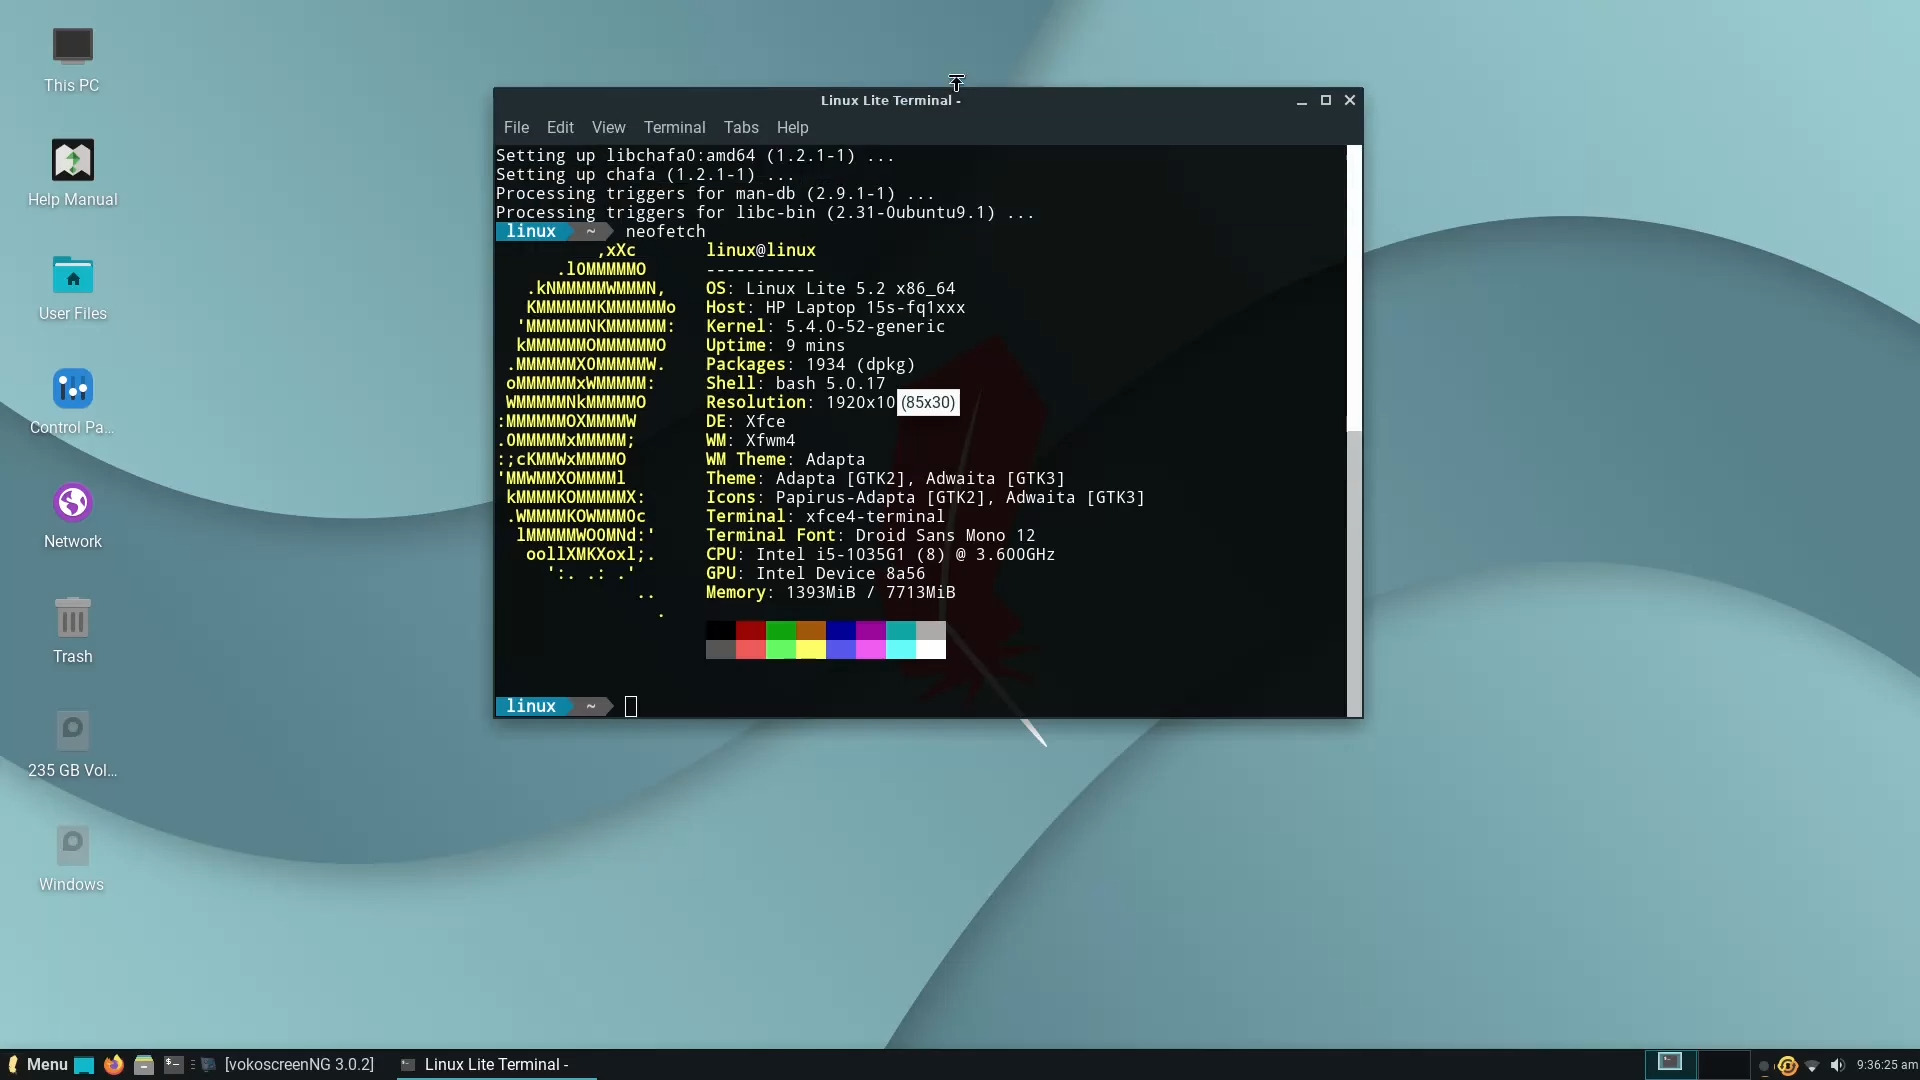 This PC
Help Manual
User Files
Control Pa...
Network
Trash
235 GB Vol...
Windows
Linux Lite Terminal -
File Edit View Terminal Tabs Help
Setting up libchafa0:amd64 (1.2.1-1) ...
Setting up chafa (1.2.1-1) ...
Processing triggers for man-db (2.9.1-1) ...
Processing triggers for libc-bin (2.31-0ubuntu9.1) ...
linux ~ neofetch
,xXc linux@linux
.l0MMMMMO -----------
.kNMMMMMWMMMN, OS: Linux Lite 5.2 x86_64
KMMMMMMKMMMMMMo Host: HP Laptop 15s-fq1xxx
'MMMMMMNKMMMMMM: Kernel: 5.4.0-52-generic
kMMMMMMOMMMMMMO Uptime: 9 mins
.MMMMMMX0MMMMMW. Packages: 1934 (dpkg)
oMMMMMMxWMMMMM: Shell: bash 5.0.17
WMMMMMNkMMMMMO Resolution: 1920x10 (85x30)
:MMMMMMOXMMMMW DE: Xfce
.0MMMMMxMMMMM; WM: Xfwm4
:;cKMMWxMMMMO WM Theme: Adapta
'MMWMMXOMMMMl Theme: Adapta [GTK2], Adwaita [GTK3]
kMMMMKOMMMMMX: Icons: Papirus-Adapta [GTK2], Adwaita [GTK3]
.WMMMMKOWMMM0c Terminal: xfce4-terminal
lMMMMMWOOMNd:' Terminal Font: Droid Sans Mono 12
oollXMKXoxl;. CPU: Intel i5-1035G1 (8) @ 3.600GHz
':. .: .' GPU: Intel Device 8a56
.. Memory: 1393MiB / 7713MiB
.
linux ~
Menu [vokoscreenNG 3.0.2] Linux Lite Terminal - 9:36:25 am